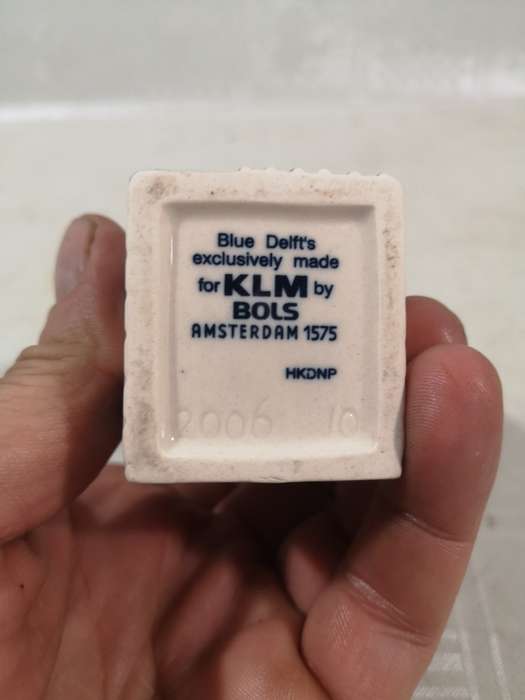 Blue Delft's
exclusively made
for KLM by
BOLS
AMSTERDAM 1575
HKDNP
2006 10